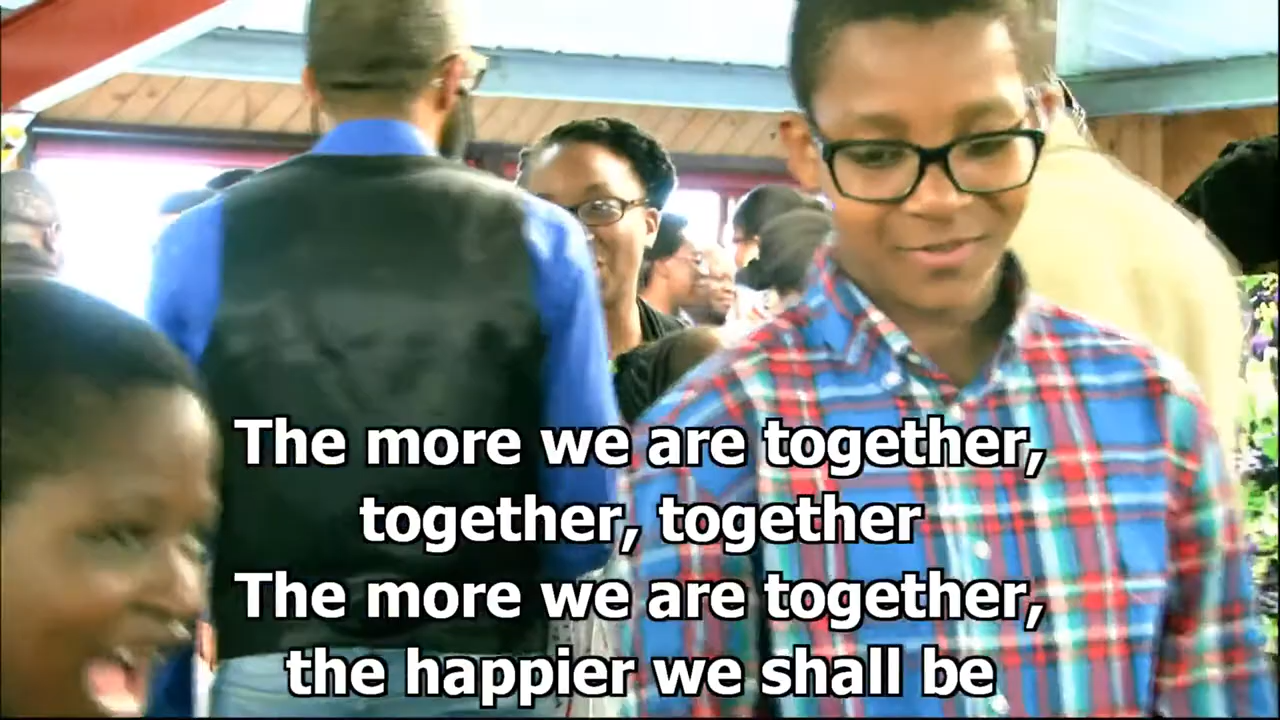 The more we are together,
together, together
The more we are together,
the happier we shall be